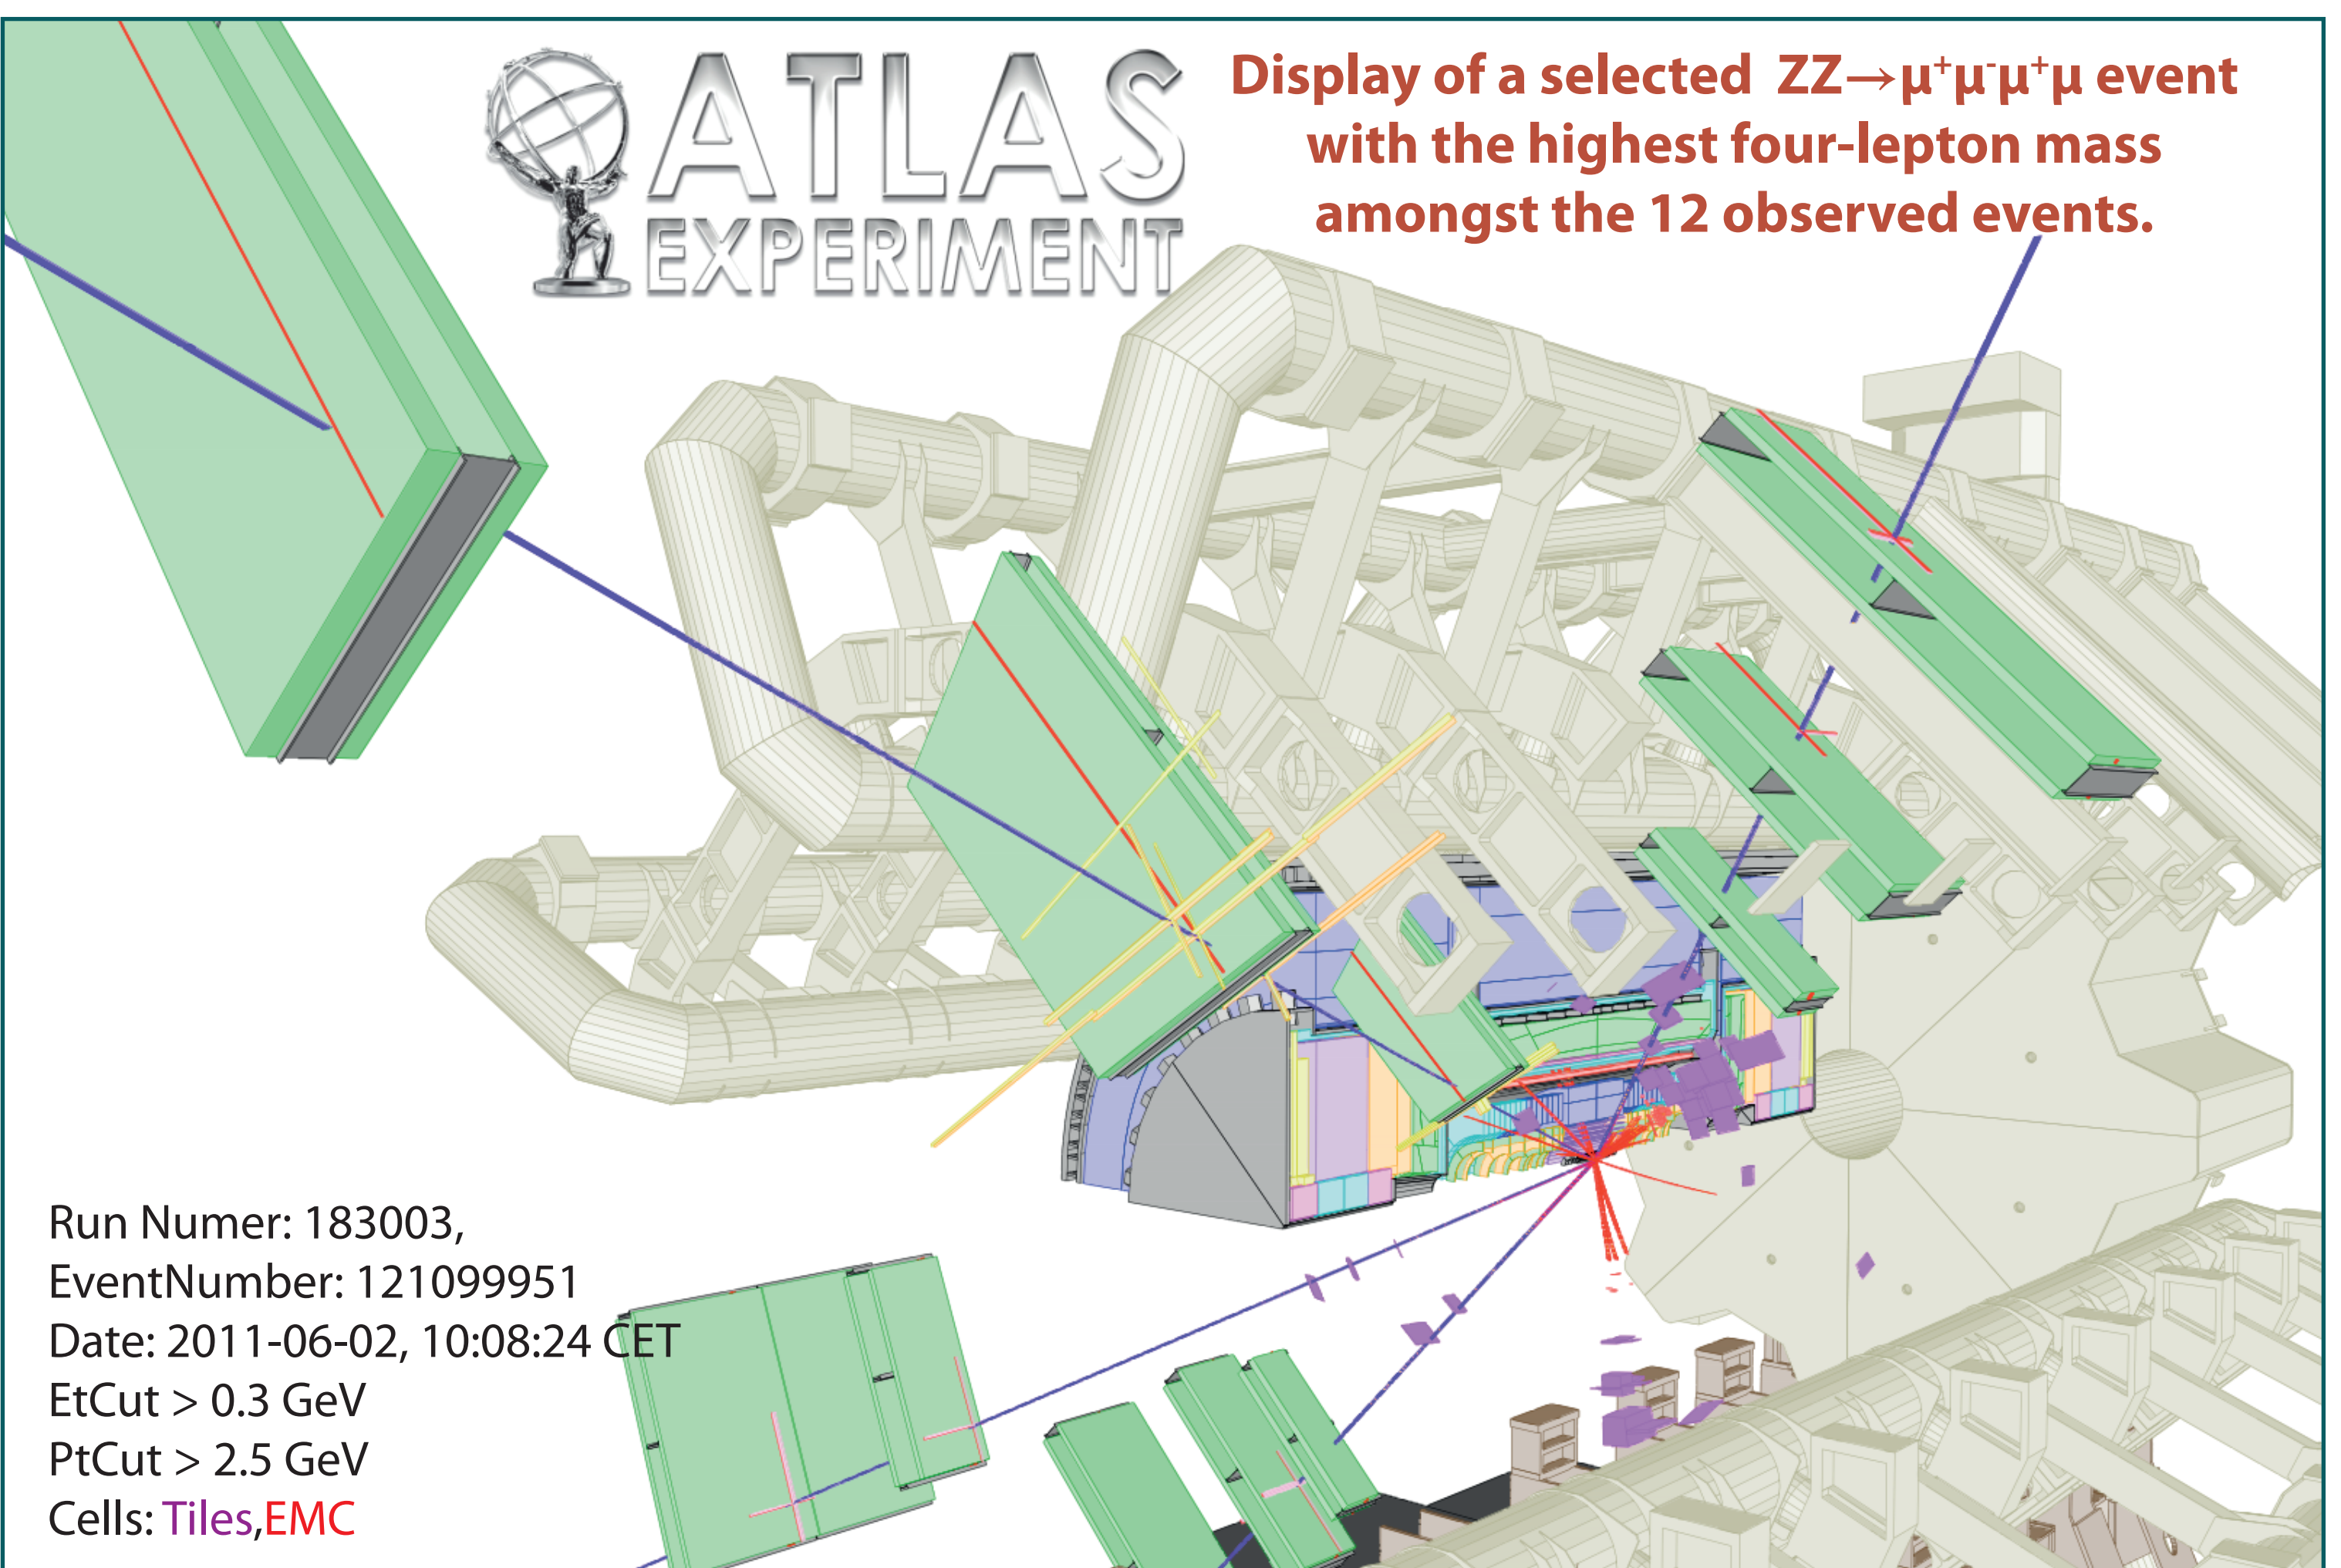 ATLAS
EXPERIMENT
Display of a selected ZZ→μ⁺μ⁻μ⁺μ event
with the highest four-lepton mass
amongst the 12 observed events.
Run Numer: 183003,
EventNumber: 121099951
Date: 2011-06-02, 10:08:24 CET
EtCut > 0.3 GeV
PtCut > 2.5 GeV
Cells: Tiles,EMC